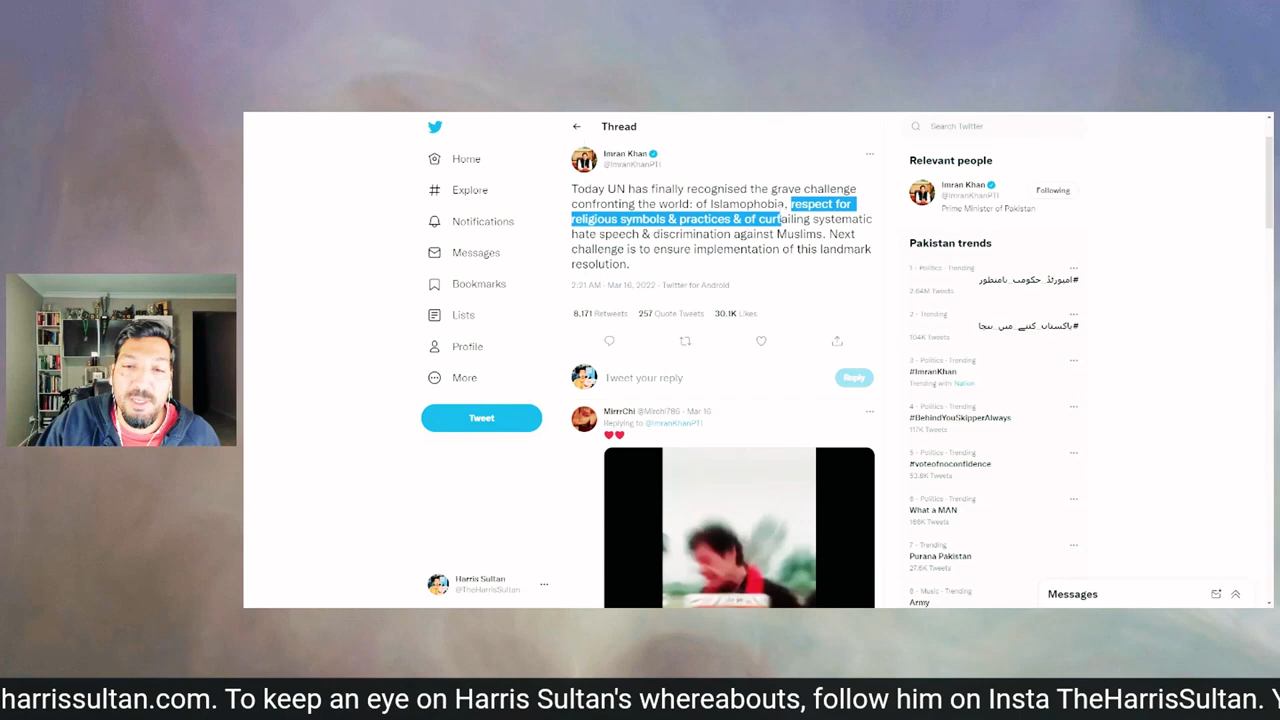 Thread
Search Twitter
Home
Explore
Notifications
Messages
Bookmarks
Lists
Profile
More
Tweet
Harris Sultan
@TheHarrisSultan
Imran Khan
@ImranKhanPTI
Today UN has finally recognised the grave challenge
confronting the world: of Islamophobia, respect for
religious symbols & practices & of curtailing systematic
hate speech & discrimination against Muslims. Next
challenge is to ensure implementation of this landmark
resolution.
2:21 AM · Mar 16, 2022 · Twitter for Android
8,171 Retweets 257 Quote Tweets 30.1K Likes
Tweet your reply
Reply
MirrrChi @Mirchi786 · Mar 16
Replying to @ImranKhanPTI
Relevant people
Imran Khan
@ImranKhanPTI
Following
Prime Minister of Pakistan
Pakistan trends
1 · Politics · Trending
#امپورٹڈ_حکومت_نامنظور
2.64M Tweets
2 · Trending
104K Tweets
3 · Politics · Trending
#ImranKhan
Trending with Nation
4 · Politics · Trending
#BehindYouSkipperAlways
117K Tweets
5 · Politics · Trending
#voteofnoconfidence
Tweets
6 · Politics · Trending
What a MAN
Tweets
7 · Trending
Purana Pakistan
27.6K Tweets
8 · Music · Trending
Army
Messages
harrissultan.com. To keep an eye on Harris Sultan's whereabouts, follow him on Insta TheHarrisSultan.